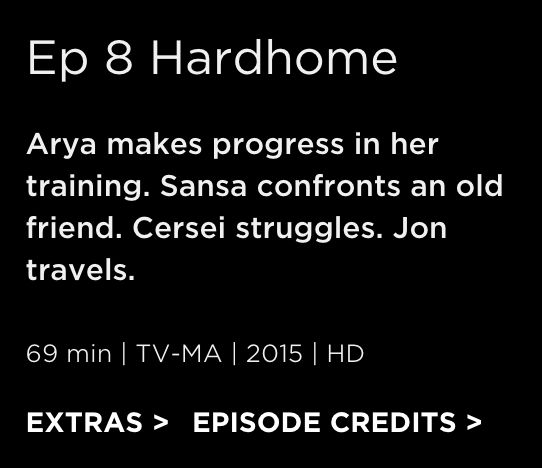 Ep 8 Hardhome
Arya makes progress in her
training. Sansa confronts an old
friend. Cersei struggles. Jon
travels.
69 min | TV-MA | 2015 | HD
EXTRAS > EPISODE CREDITS >